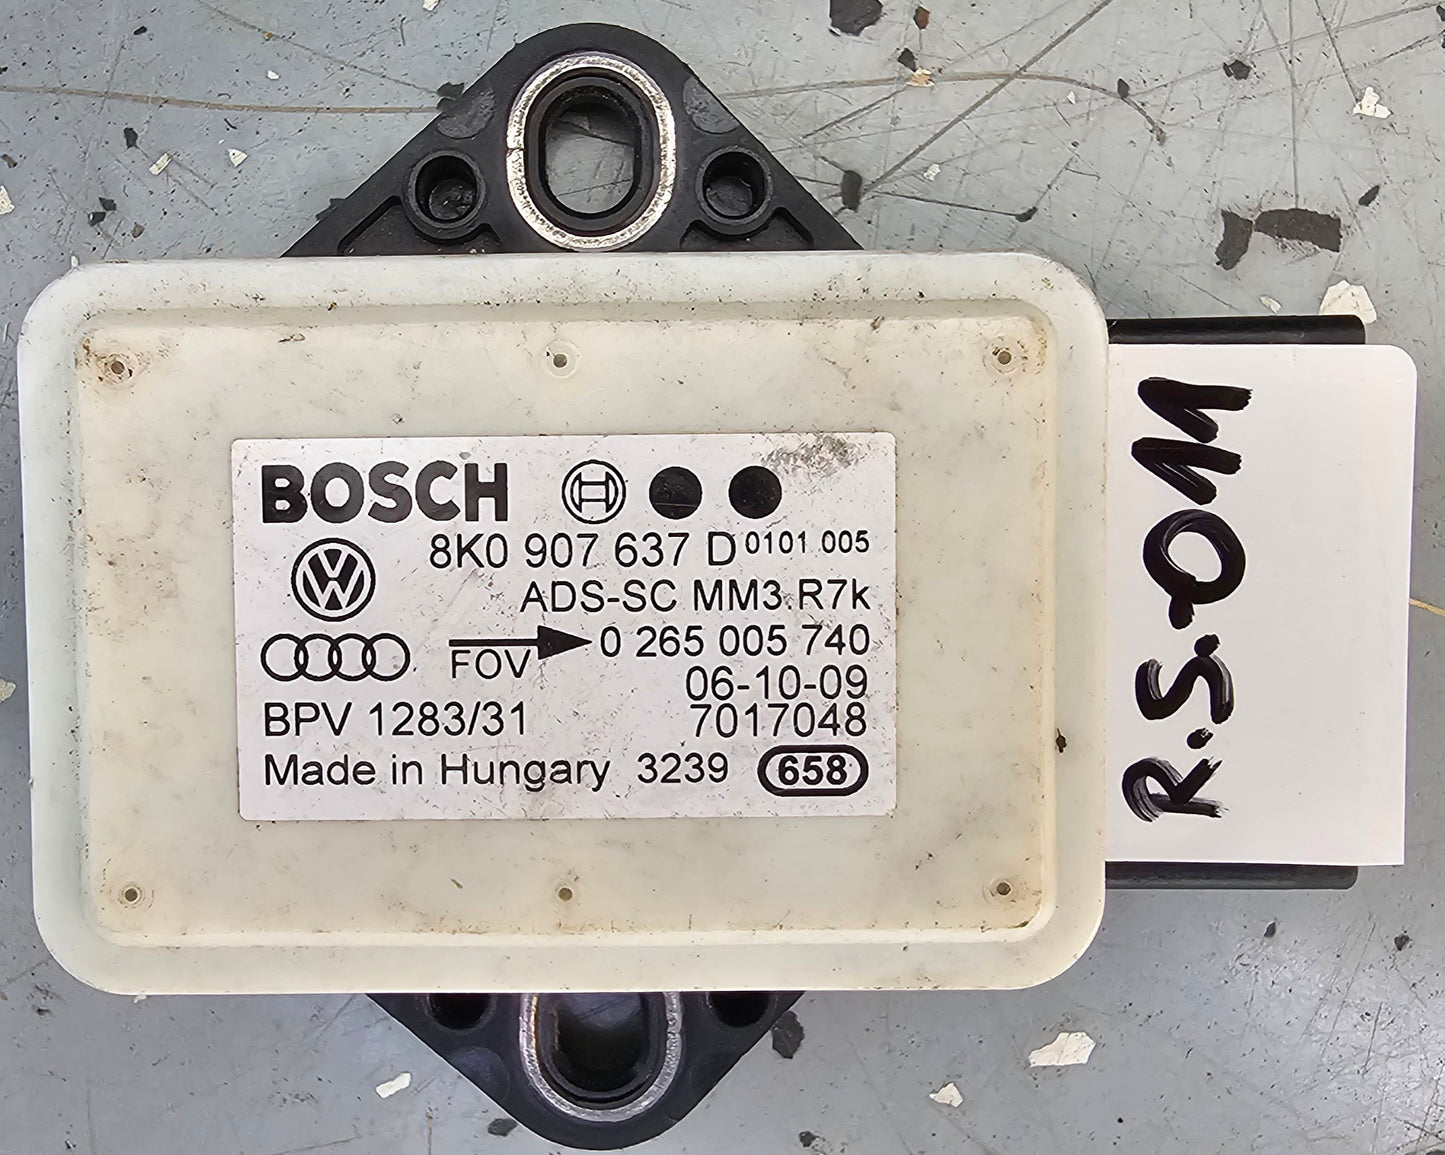 BOSCH
8K0 907 637 D 0101 005
ADS-SC MM3.R7k
FOV 0 265 005 740
06-10-09
BPV 1283/31 7017048
Made in Hungary 3239 658
R.S.-011